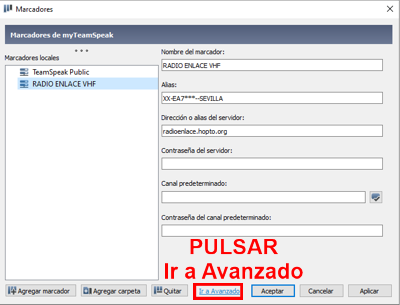 Marcadores
Marcadores de myTeamSpeak
Marcadores locales
TeamSpeak Public
RADIO ENLACE VHF
Nombre del marcador:
RADIO ENLACE VHF
Alias:
XX-EA7***--SEVILLA
Dirección o alias del servidor:
radioenlace.hopto.org
Contraseña del servidor:
Canal predeterminado:
Contraseña del canal predeterminado:
PULSAR
Ir a Avanzado
Agregar marcador Agregar carpeta Quitar Ir a Avanzado Aceptar Cancelar Aplicar